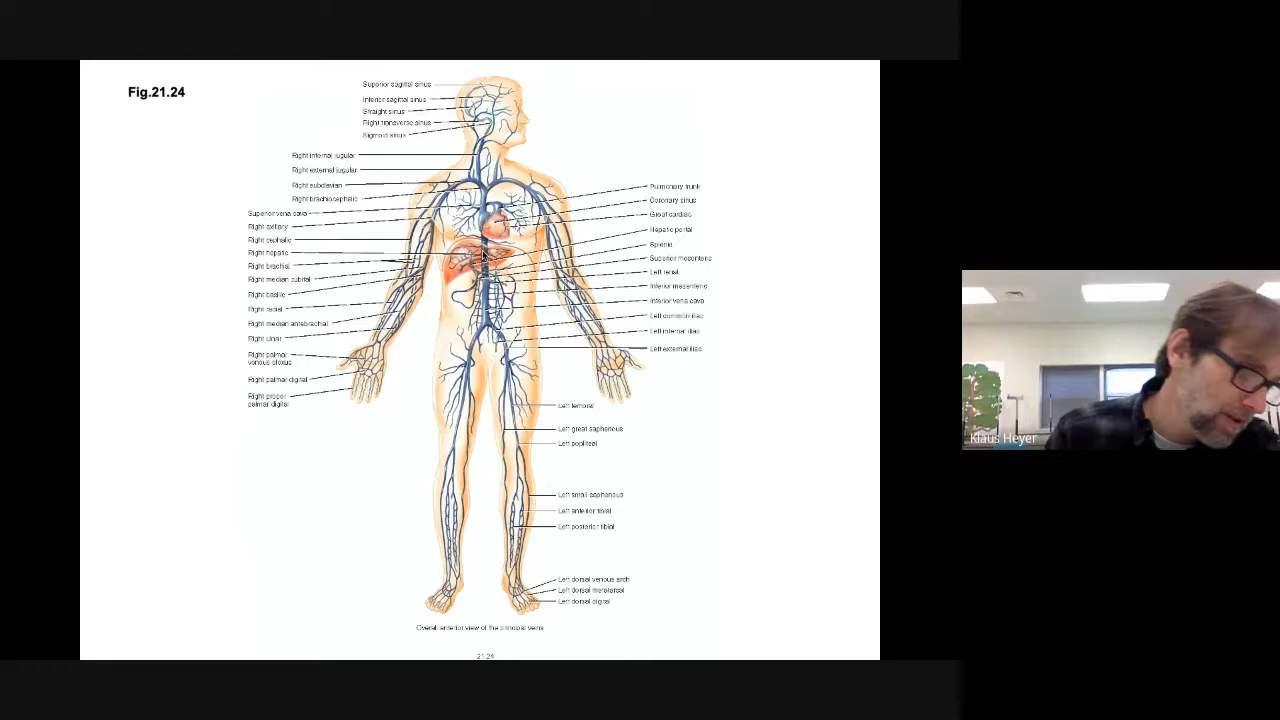 Fig.21.24
Superior sagittal sinus
Inferior sagittal sinus
Straight sinus
Right transverse sinus
Sigmoid sinus
Right internal jugular
Right external jugular
Right subclavian
Right brachiocephalic
Superior vena cava
Right axillary
Right cephalic
Right hepatic
Right brachial
Right median cubital
Right basilic
Right radial
Right median antebrachial
Right ulnar
Right palmar
venous plexus
Right palmar digital
Right proper
palmar digital
Pulmonary trunk
Coronary sinus
Great cardiac
Hepatic portal
Splenic
Superior mesenteric
Left renal
Inferior mesenteric
Inferior vena cava
Left common iliac
Left internal iliac
Left external iliac
Left femoral
Left great saphenous
Left popliteal
Left small saphenous
Left anterior tibial
Left posterior tibial
Left dorsal venous arch
Left dorsal metatarsal
Left dorsal digital
Overall anterior view of the principal veins
21.24
Klaus Heyer